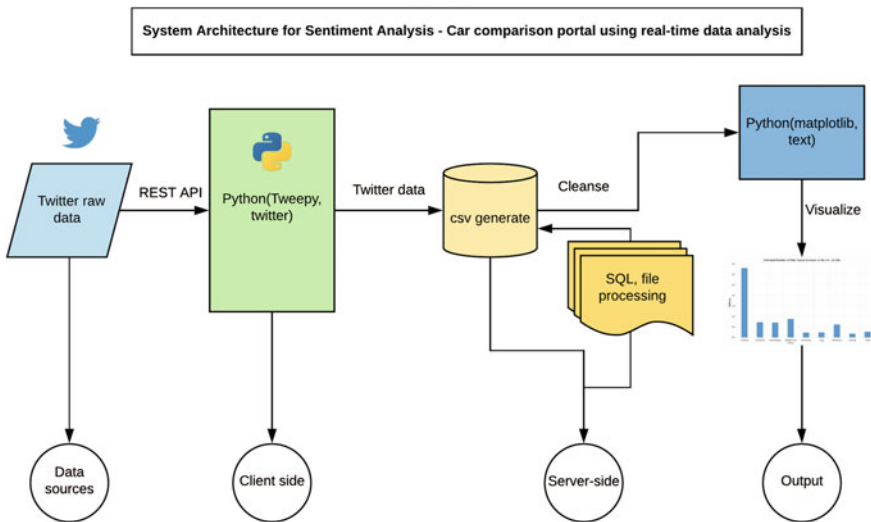 System Architecture for Sentiment Analysis - Car comparison portal using real-time data analysis
Twitter raw
data
REST API
Python(Tweepy,
twitter)
Twitter data
csv generate
Cleanse
Python(matplotlib,
text)
Visualize
SQL, file
processing
Data
sources
Client side
Server-side
Output